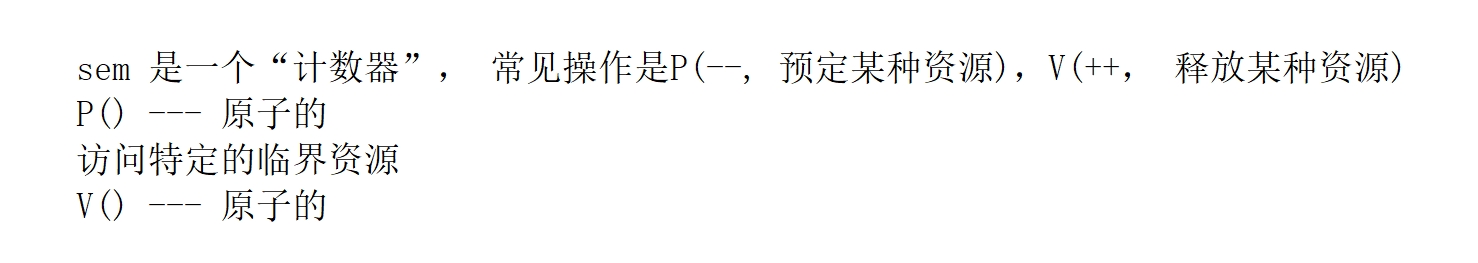 sem 是一个“计数器”， 常见操作是P(--, 预定某种资源)，V(++， 释放某种资源)
P() --- 原子的
访问特定的临界资源
V() --- 原子的